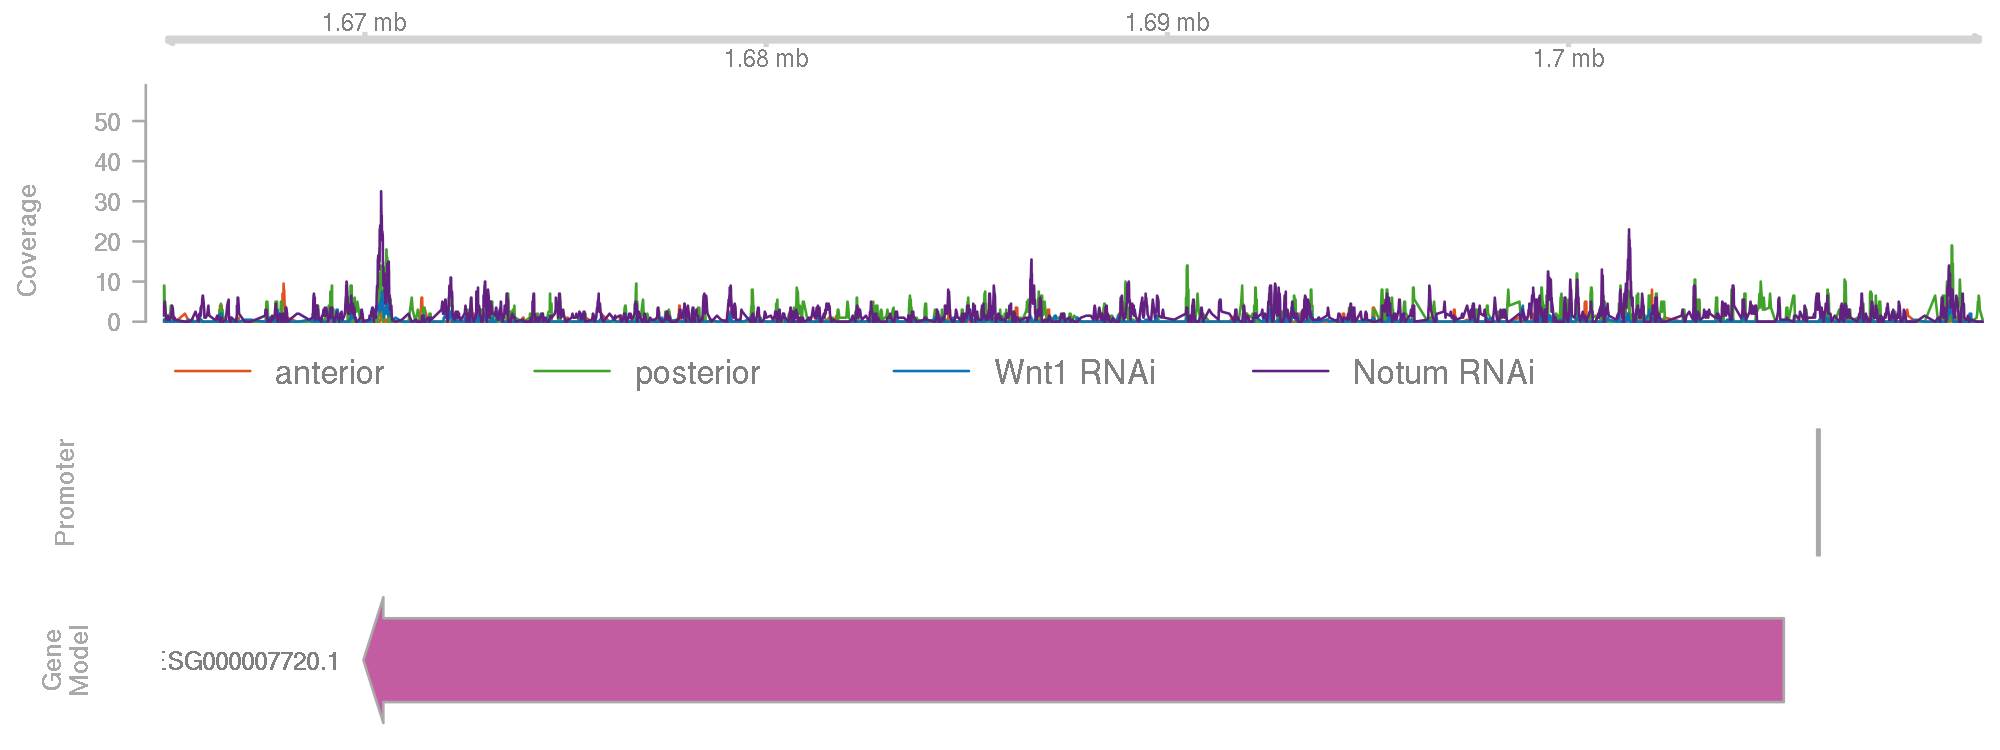 1.67 mb
1.69 mb
1.68 mb
1.7 mb
Coverage
50
40
30
20
10
0
anterior
posterior
Wnt1 RNAi
Notum RNAi
Promoter
Gene
Model
SG000007720.1